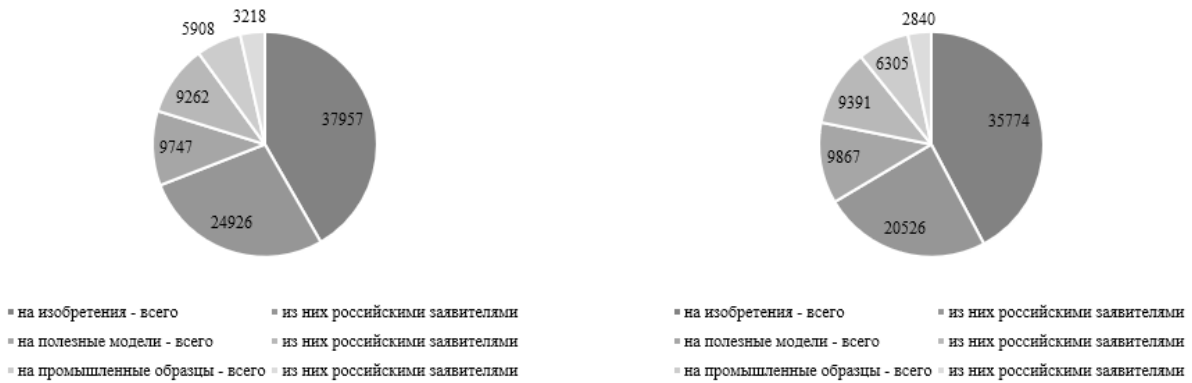 3218
5908
9262
37957
9747
24926
на изобретения - всего
из них российскими заявителями
на полезные модели - всего
из них российскими заявителями
на промышленные образцы - всего
из них российскими заявителями
2840
6305
9391
35774
9867
20526
на изобретения - всего
из них российскими заявителями
на полезные модели - всего
из них российскими заявителями
на промышленные образцы - всего
из них российскими заявителями